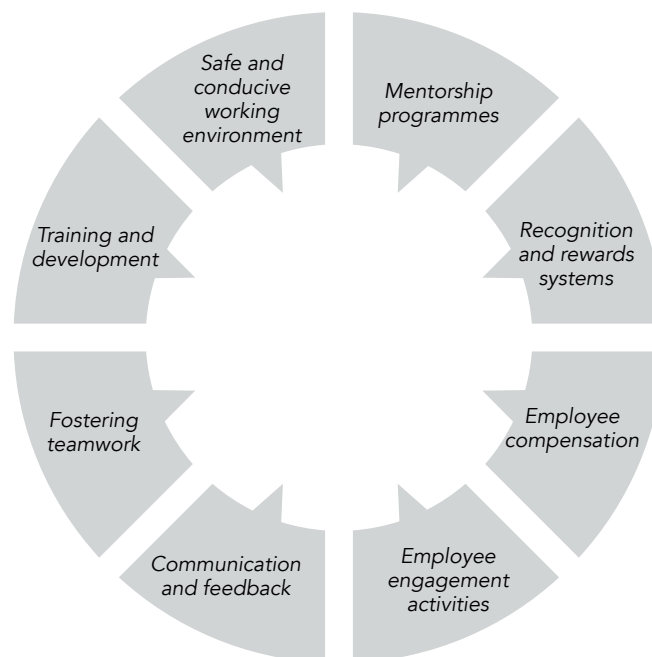 Safe and
conducive
working
environment
Mentorship
programmes
Recognition
and rewards
systems
Employee
compensation
Employee
engagement
activities
Communication
and feedback
Fostering
teamwork
Training and
development